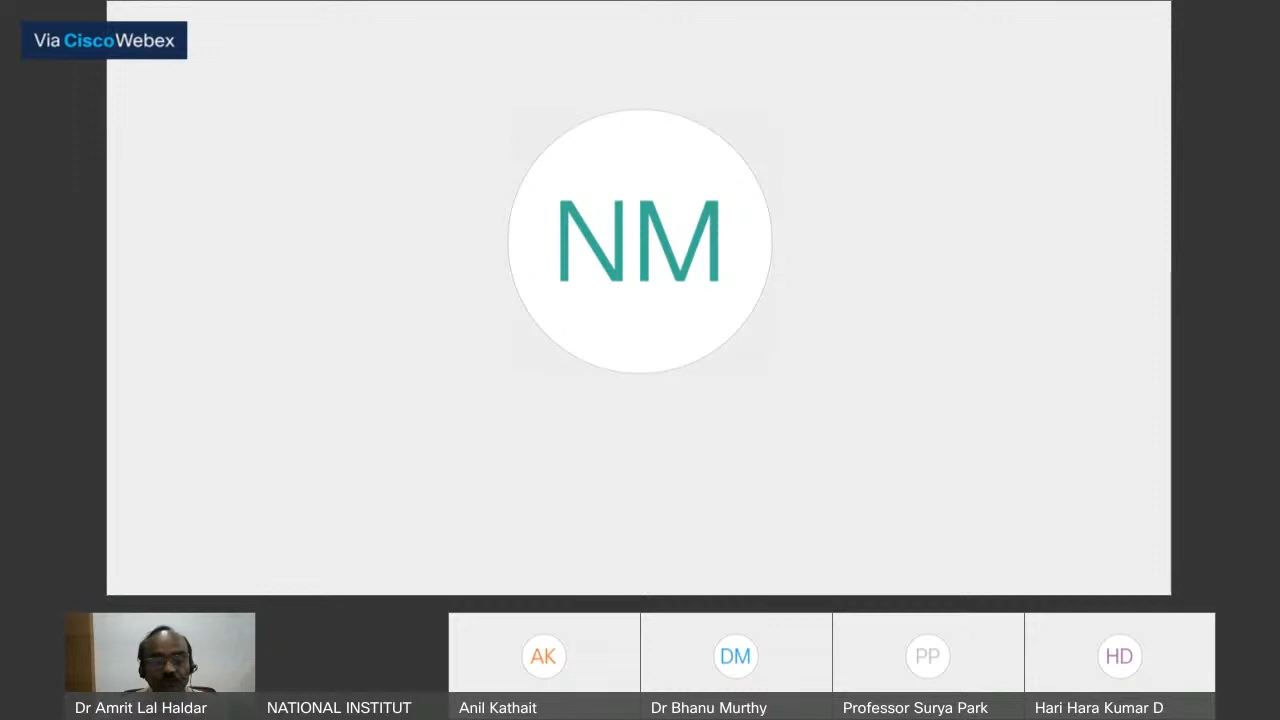 Via CiscoWebex
NM
AK
DM
PP
HD
Dr Amrit Lal Haldar
NATIONAL INSTITUT
Anil Kathait
Dr Bhanu Murthy
Professor Surya Park
Hari Hara Kumar D